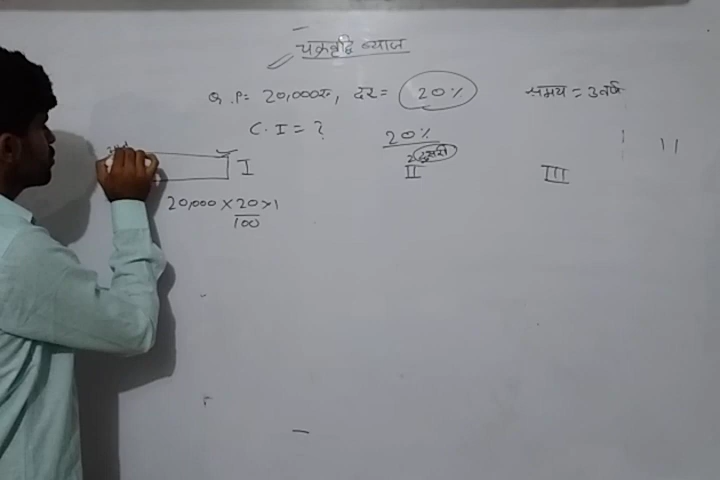 चक्रवृद्धि ब्याज
Q. P= 20,000रु, दर= 20% समय = 3वर्ष
C. I = ?
20%
I II III
20,000 × 20 × 1
100